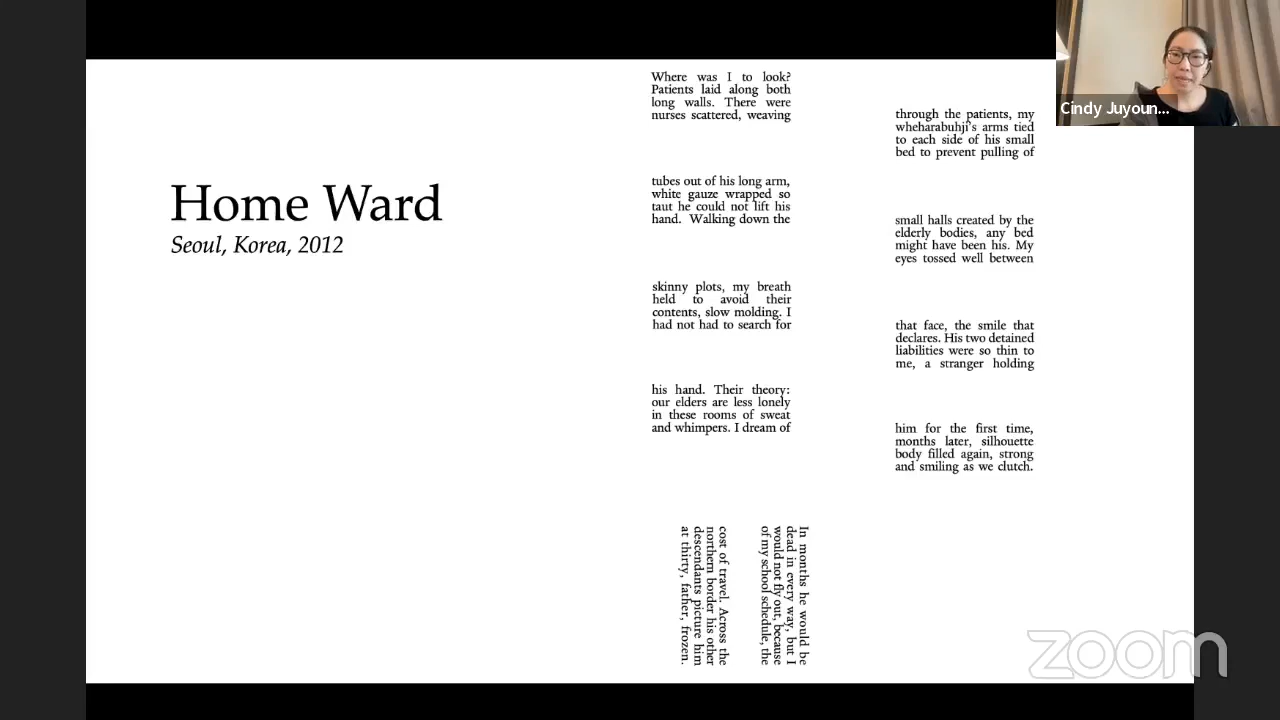 Home Ward
Seoul, Korea, 2012
Where was I to look?
Patients laid along both
long walls. There were
nurses scattered, weaving
through the patients, my
wheharabuhji's arms tied
to each side of his small
bed to prevent pulling of
tubes out of his long arm,
white gauze wrapped so
taut he could not lift his
hand. Walking down the
small halls created by the
elderly bodies, any bed
might have been his. My
eyes tossed well between
skinny plots, my breath
held to avoid their
contents, slow molding. I
had not had to search for
that face, the smile that
declares. His two detained
liabilities were so thin to
me, a stranger holding
his hand. Their theory:
our elders are less lonely
in these rooms of sweat
and whimpers. I dream of
him for the first time,
months later, silhouette
body filled again, strong
and smiling as we clutch.
In months he would be
dead in every way, but I
would not fly out, because
of my school schedule, the
cost of travel. Across the
northern border his other
descendants picture him
at thirty, father, frozen.
Cindy Juyoun...
zoom